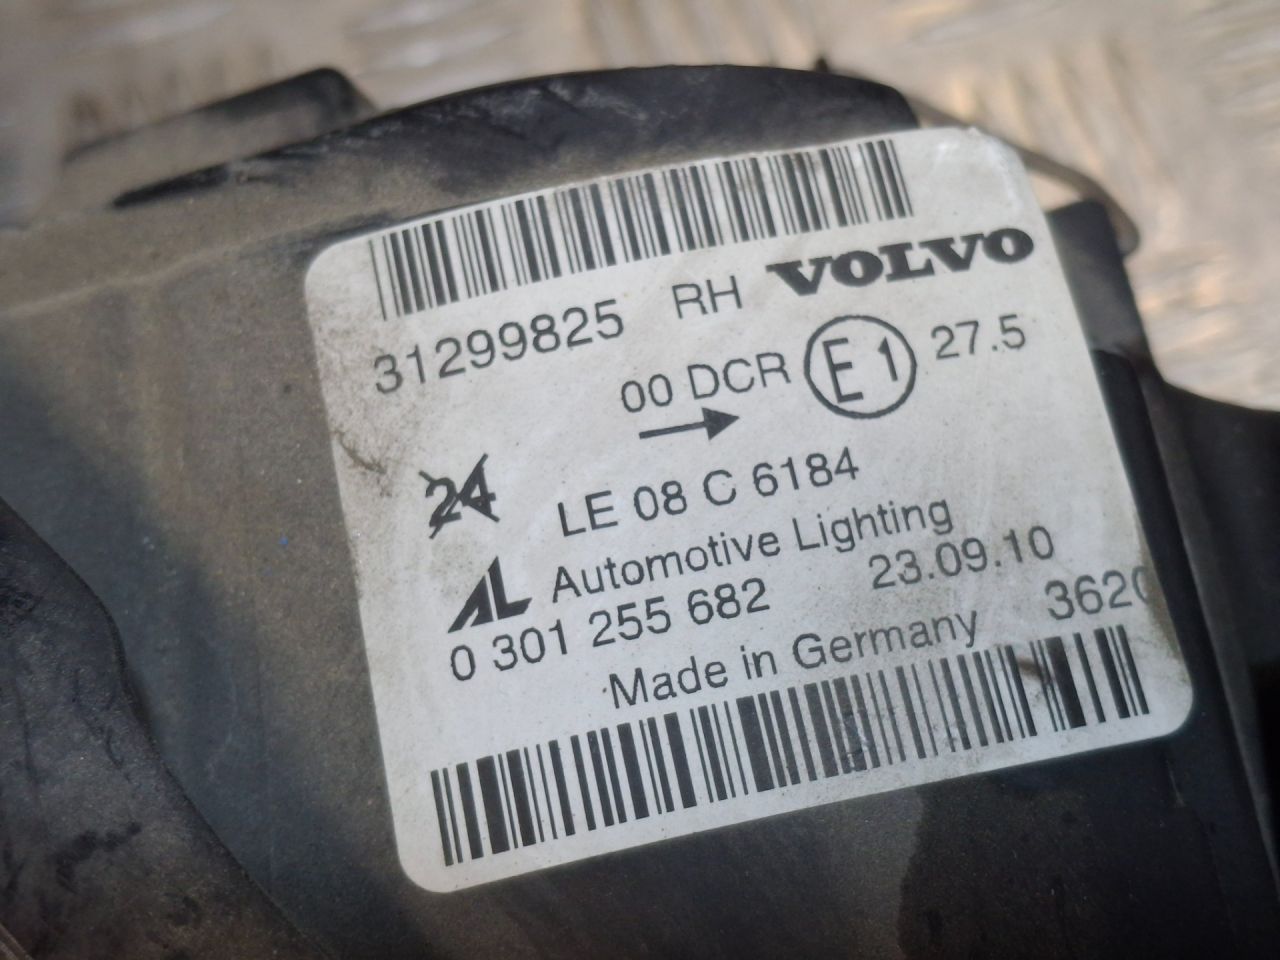 31299825 RH VOLVO
00 DCR E1 27.5
24 LE 08 C 6184
AL Automotive Lighting
0 301 255 682 23.09.10
Made in Germany 3620